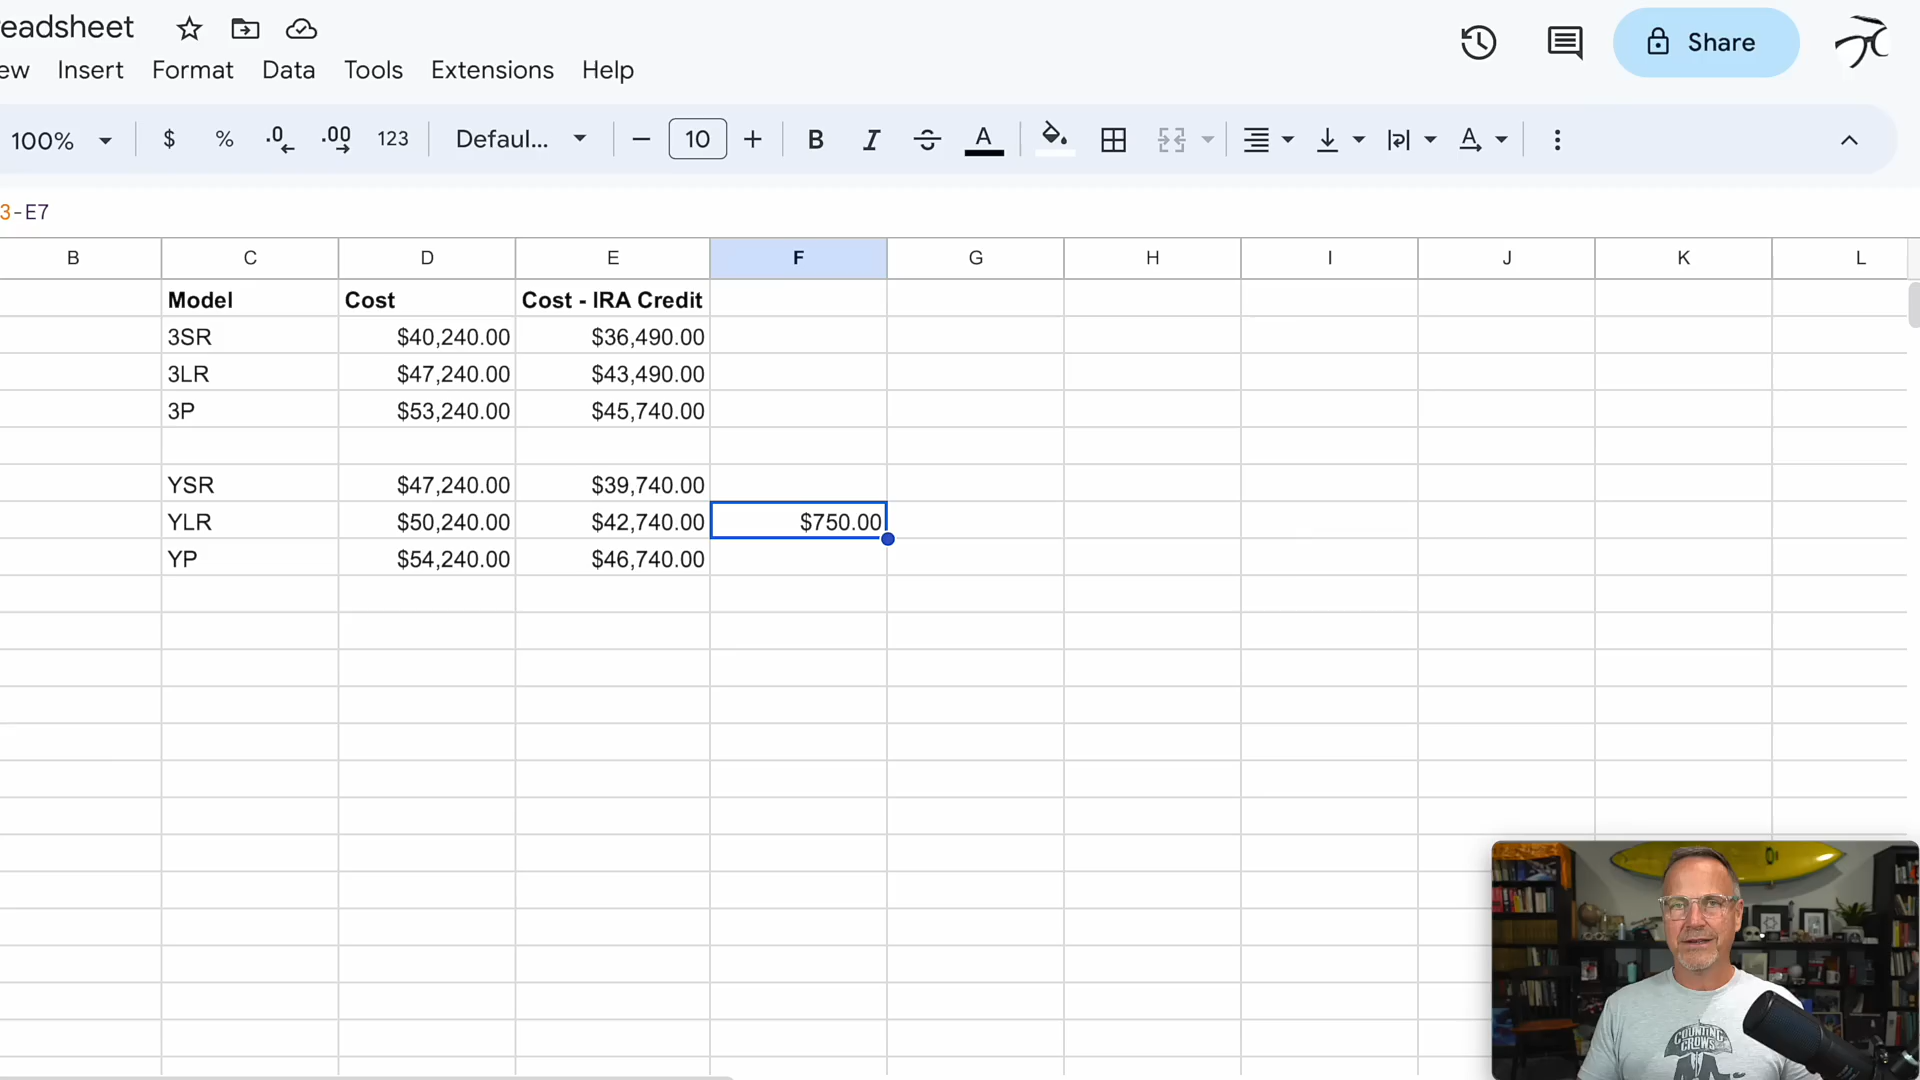 eadsheet
ew Insert Format Data Tools Extensions Help
Share
100% $ % .0 .00 123 Defaul... 10 B I S A A
3-E7
B C D E F G H I J K L
Model Cost Cost - IRA Credit
3SR $40,240.00 $36,490.00
3LR $47,240.00 $43,490.00
3P $53,240.00 $45,740.00
YSR $47,240.00 $39,740.00
YLR $50,240.00 $42,740.00 $750.00
YP $54,240.00 $46,740.00
COUNTING
CROWS